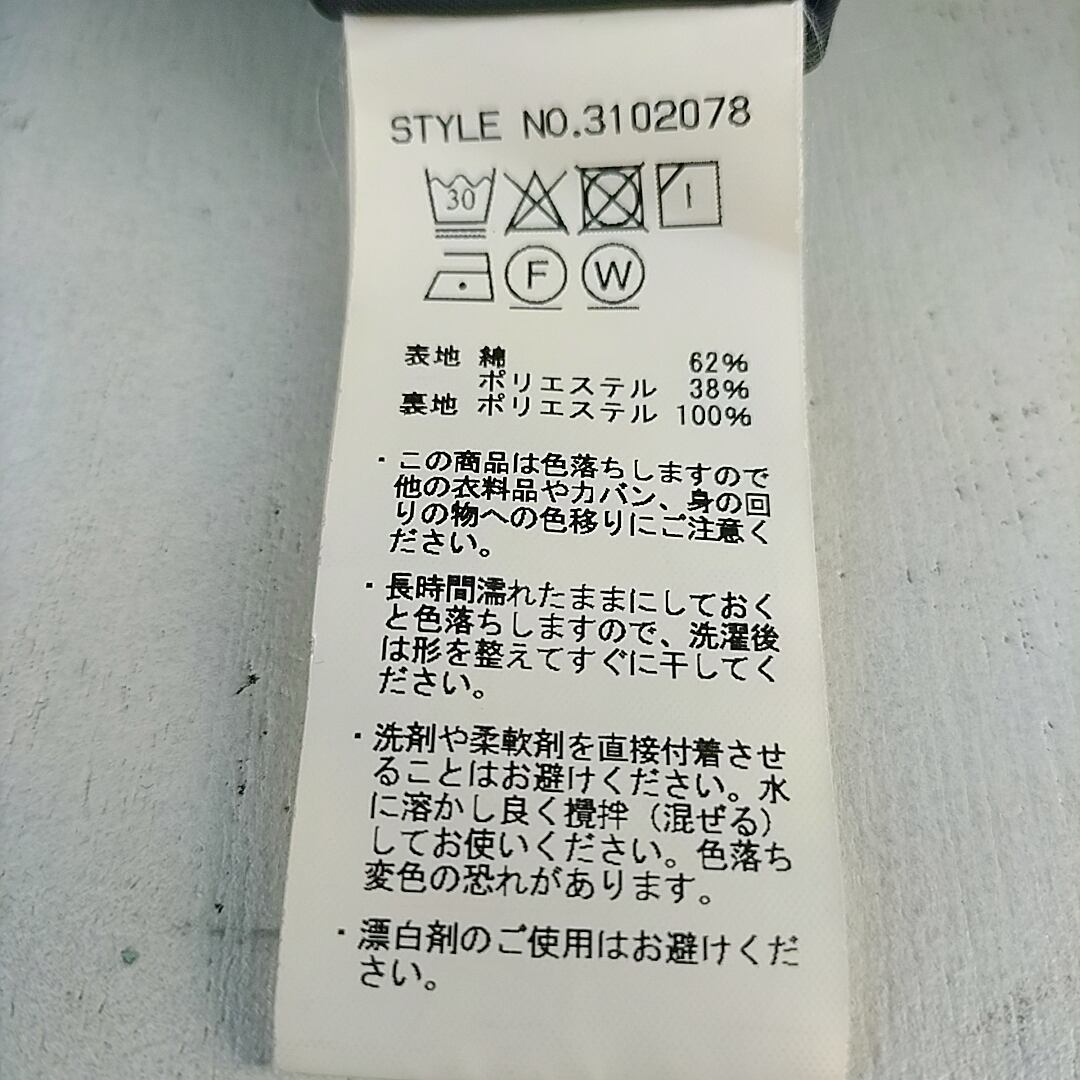 STYLE NO.3102078
30
F W
表地 綿 62%
ポリエステル 38%
裏地 ポリエステル 100%
・この商品は色落ちしますので
他の衣料品やカバン、身の回
りの物への色移りにご注意く
ださい。
・長時間濡れたままにしておく
と色落ちしますので、洗濯後
は形を整えてすぐに干してく
ださい。
・洗剤や柔軟剤を直接付着させ
ることはお避けください。水
に溶かし良く攪拌（混ぜる）
してお使いください。色落ち
変色の恐れがあります。
・漂白剤のご使用はお避けくだ
さい。